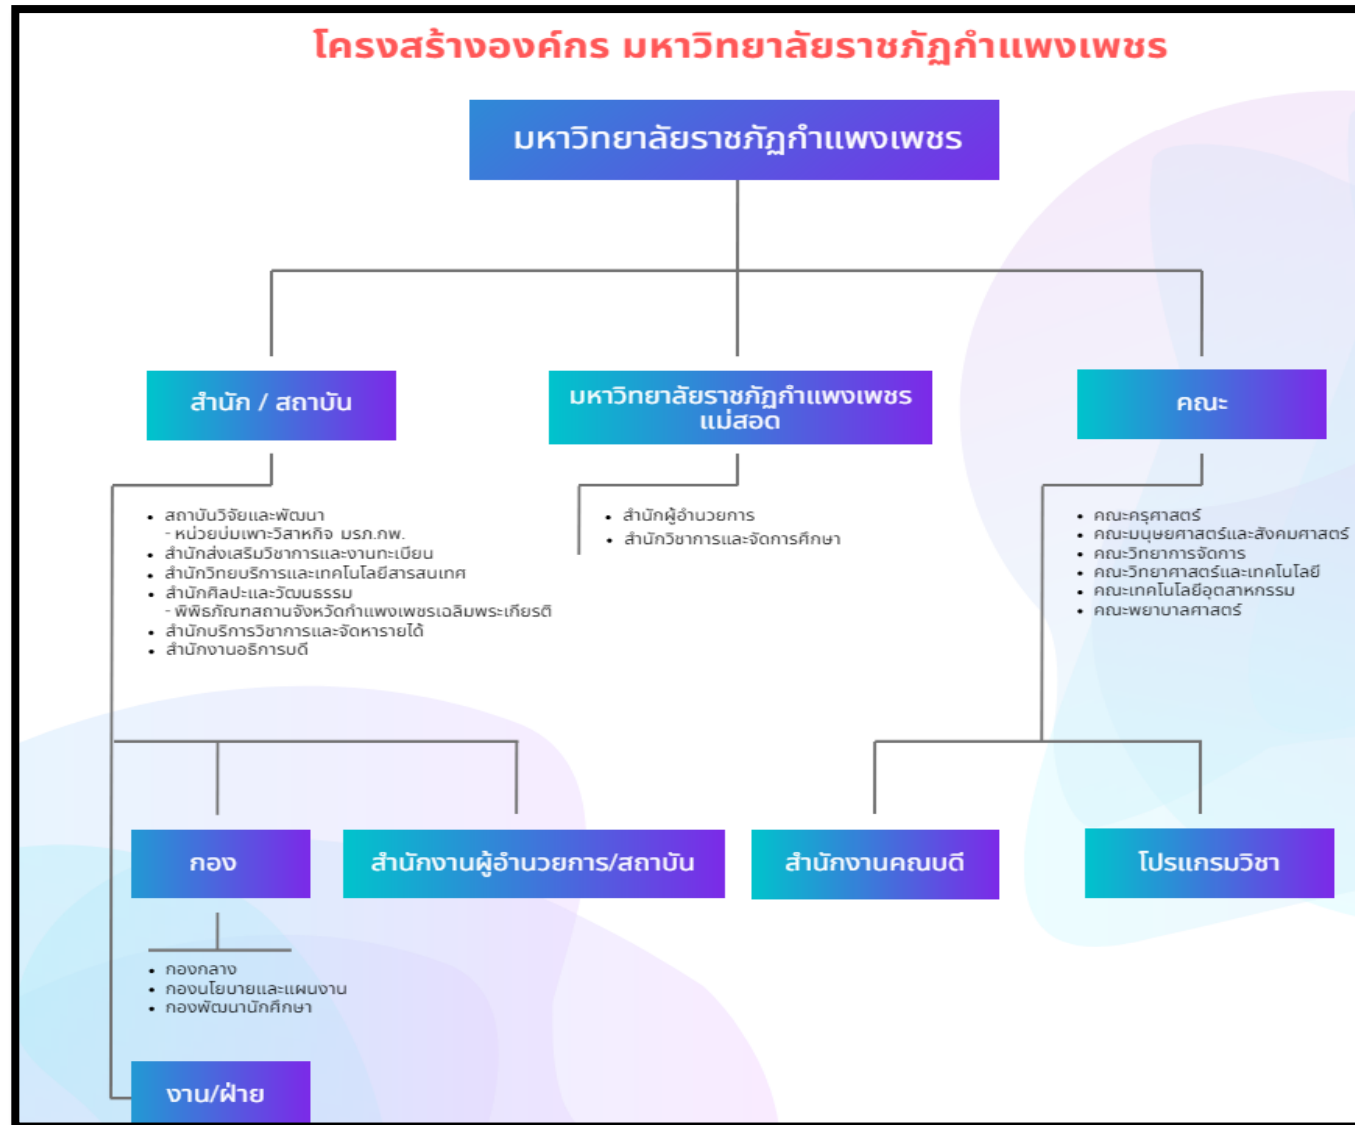 โครงสร้างองค์กร มหาวิทยาลัยราชภัฏกำแพงเพชร
มหาวิทยาลัยราชภัฏกำแพงเพชร
สำนัก / สถาบัน
มหาวิทยาลัยราชภัฏกำแพงเพชร
แม่สอด
คณะ
• สถาบันวิจัยและพัฒนา
- หน่วยบ่มเพาะวิสาหกิจ มรภ.กพ.
• สำนักส่งเสริมวิชาการและงานทะเบียน
• สำนักวิทยบริการและเทคโนโลยีสารสนเทศ
• สำนักศิลปะและวัฒนธรรม
- พิพิธภัณฑสถานจังหวัดกำแพงเพชรเฉลิมพระเกียรติ
• สำนักบริการวิชาการและจัดหารายได้
• สำนักงานอธิการบดี
• สำนักผู้อำนวยการ
• สำนักวิชาการและจัดการศึกษา
• คณะครุศาสตร์
• คณะมนุษยศาสตร์และสังคมศาสตร์
• คณะวิทยาการจัดการ
• คณะวิทยาศาสตร์และเทคโนโลยี
• คณะเทคโนโลยีอุตสาหกรรม
• คณะพยาบาลศาสตร์
กอง
สำนักงานผู้อำนวยการ/สถาบัน
สำนักงานคณบดี
โปรแกรมวิชา
• กองกลาง
• กองนโยบายและแผนงาน
• กองพัฒนานักศึกษา
งาน/ฝ่าย